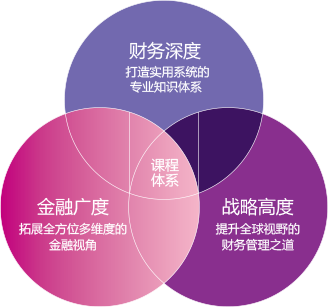 财务深度
打造实用系统的
专业知识体系
课程
体系
金融广度
拓展全方位多维度的
金融视角
战略高度
提升全球视野的
财务管理之道